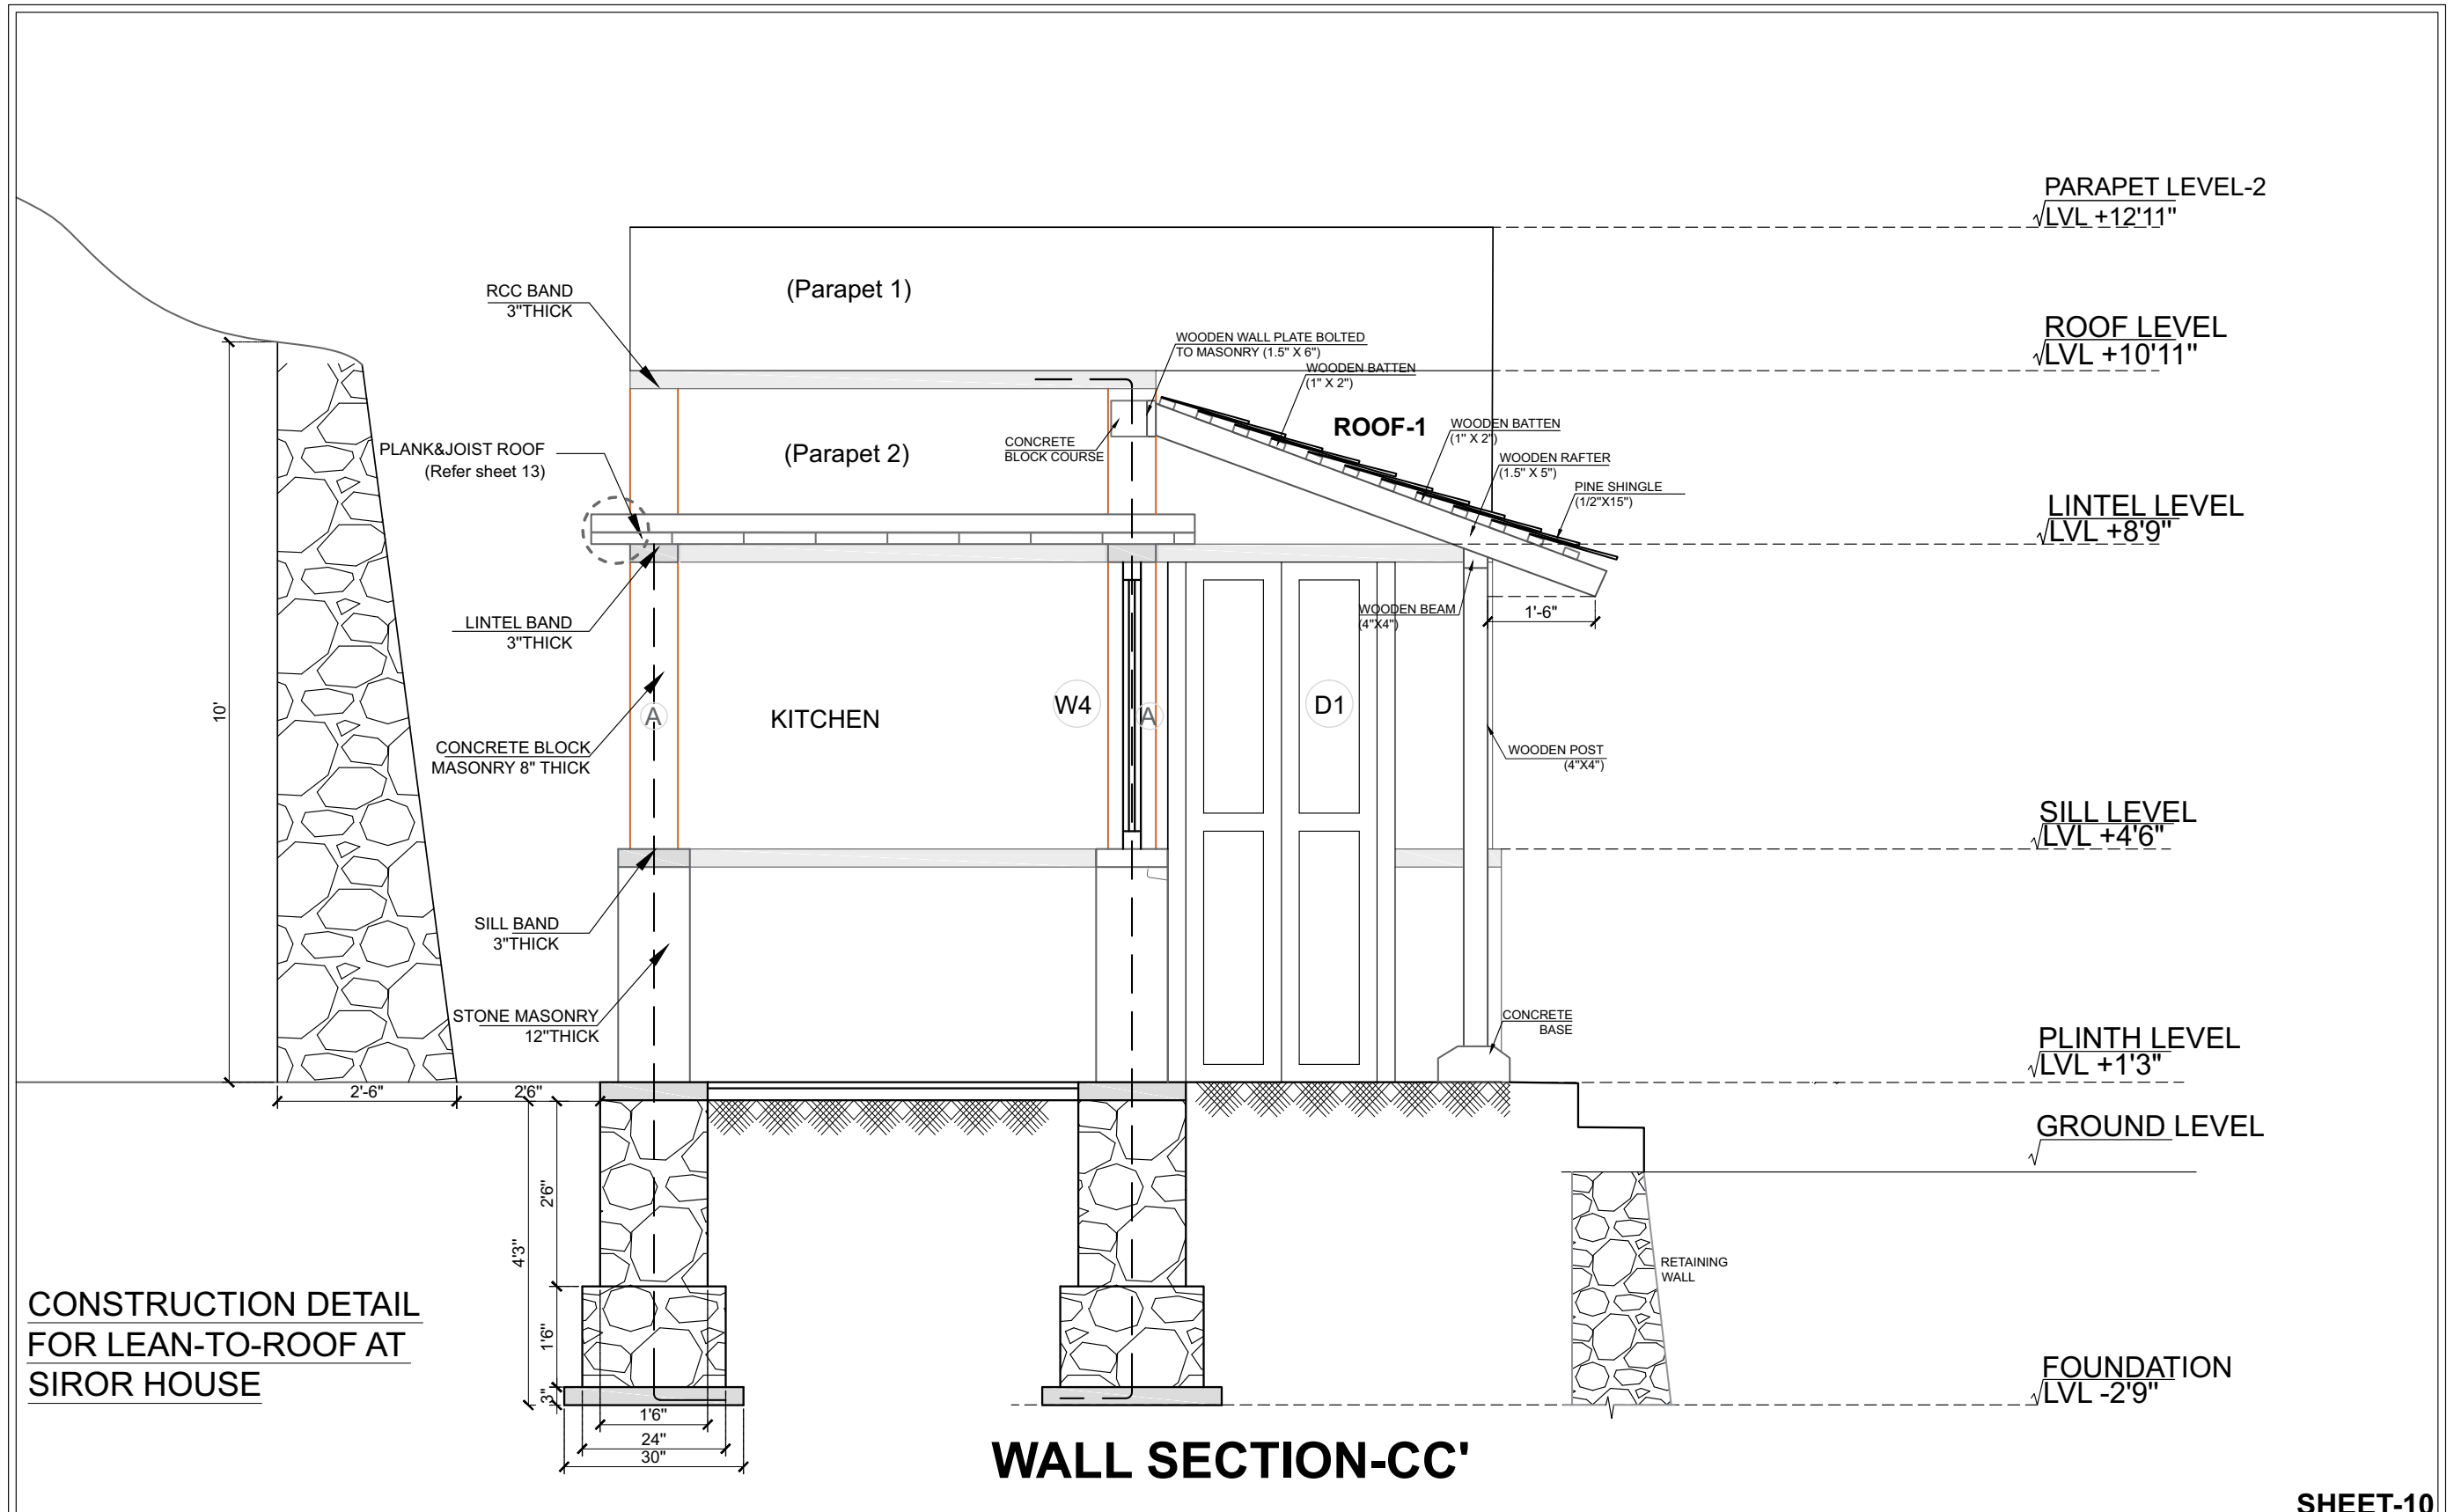 PARAPET LEVEL-2
LVL +12'11"
RCC BAND
3"THICK
(Parapet 1)
WOODEN WALL PLATE BOLTED
TO MASONRY (1.5" X 6")
WOODEN BATTEN
(1" X 2")
ROOF LEVEL
LVL +10'11"
PLANK&JOIST ROOF
(Refer sheet 13)
(Parapet 2)
CONCRETE
BLOCK COURSE
ROOF-1
WOODEN BATTEN
(1" X 2")
WOODEN RAFTER
(1.5" X 5")
PINE SHINGLE
(1/2"X15")
LINTEL LEVEL
LVL +8'9"
LINTEL BAND
3"THICK
WOODEN BEAM
(4"X4")
1'-6"
10'
A
KITCHEN
W4
A
D1
CONCRETE BLOCK
MASONRY 8" THICK
WOODEN POST
(4"X4")
SILL LEVEL
LVL +4'6"
SILL BAND
3"THICK
STONE MASONRY
12"THICK
CONCRETE
BASE
PLINTH LEVEL
LVL +1'3"
2'-6"
2'6"
GROUND LEVEL
2'6"
4'3"
1'6"
3"
RETAINING
WALL
CONSTRUCTION DETAIL
FOR LEAN-TO-ROOF AT
SIROR HOUSE
FOUNDATION
LVL -2'9"
1'6"
24"
30"
WALL SECTION-CC'
SHEET-10